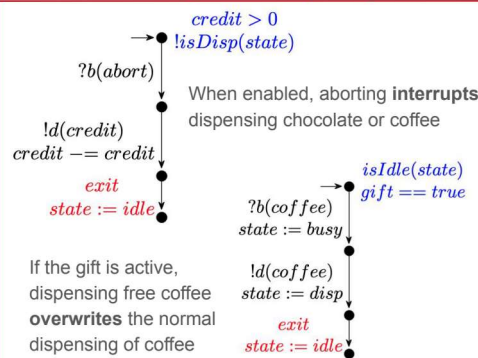 credit > 0
!isDisp(state)
?b(abort)
When enabled, aborting interrupts
dispensing chocolate or coffee
!d(credit)
credit −= credit
exit
state := idle
isIdle(state)
gift == true
?b(coffee)
state := busy
If the gift is active,
dispensing free coffee
overwrites the normal
dispensing of coffee
!d(coffee)
state := disp
exit
state := idle